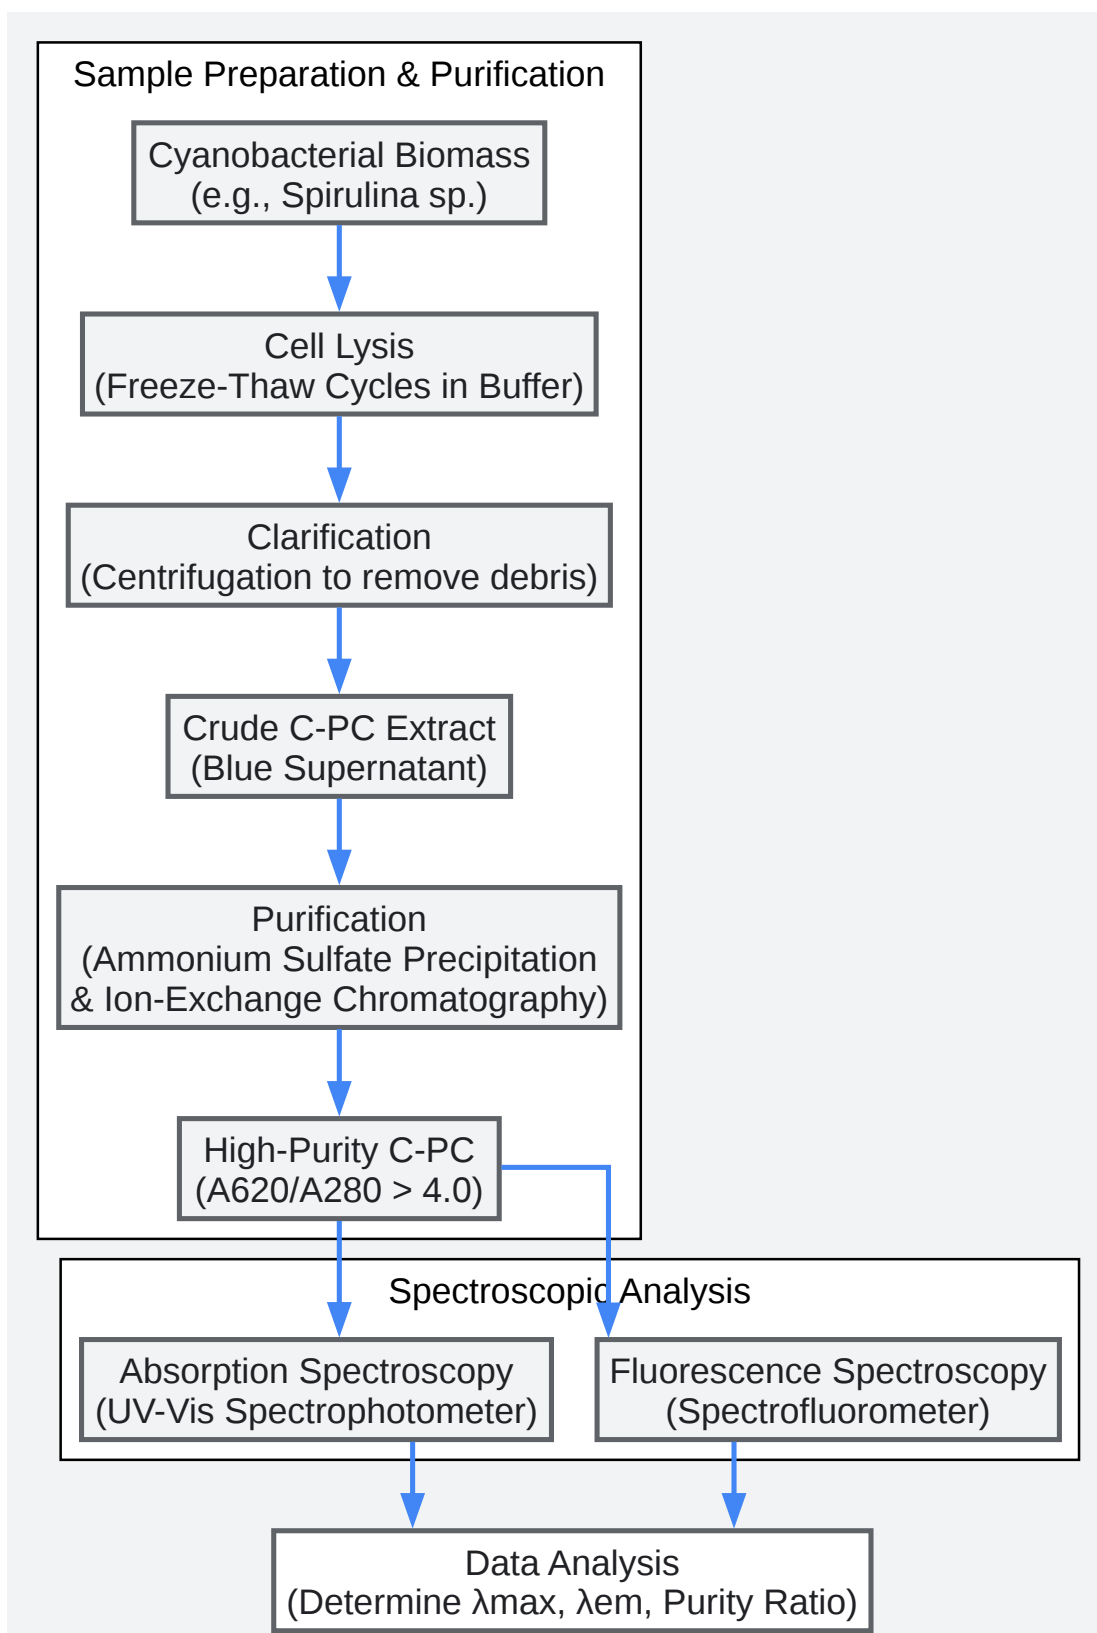 Sample Preparation & Purification
Cyanobacterial Biomass
(e.g., Spirulina sp.)
Cell Lysis
(Freeze-Thaw Cycles in Buffer)
Clarification
(Centrifugation to remove debris)
Crude C-PC Extract
(Blue Supernatant)
Purification
(Ammonium Sulfate Precipitation
& Ion-Exchange Chromatography)
High-Purity C-PC
(A620/A280 > 4.0)
Spectroscopic Analysis
Absorption Spectroscopy
(UV-Vis Spectrophotometer)
Fluorescence Spectroscopy
(Spectrofluorometer)
Data Analysis
(Determine λmax, λem, Purity Ratio)